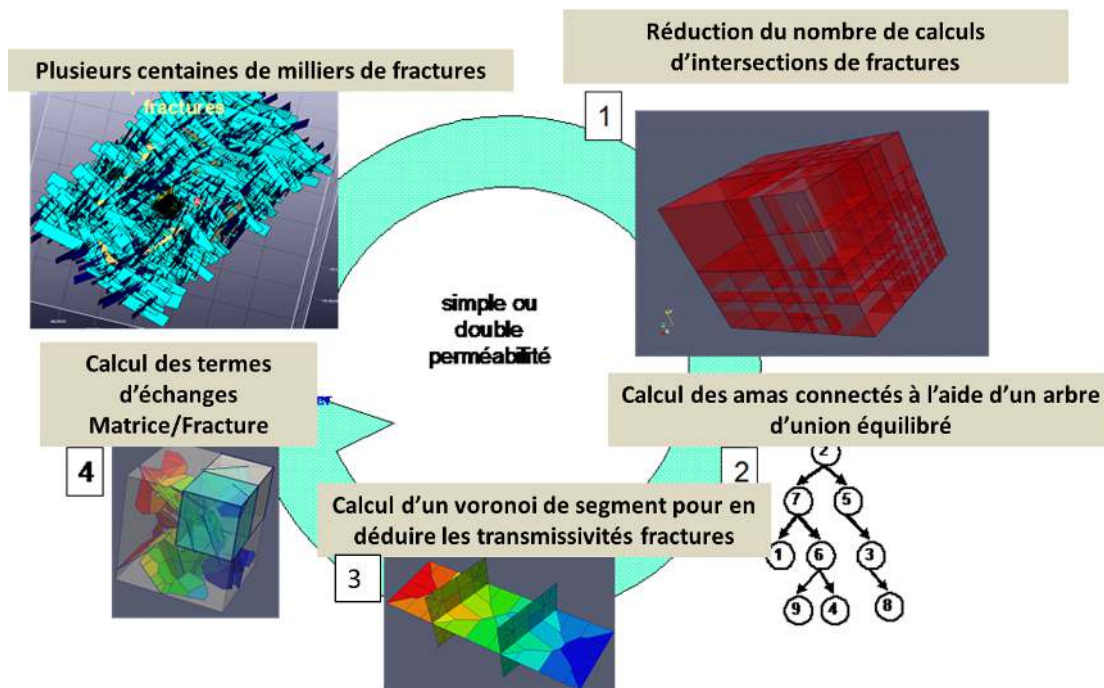 Plusieurs centaines de milliers de fractures
fractures
Réduction du nombre de calculs
d'intersections de fractures
1
simple ou
double
perméabilité
Calcul des amas connectés à l'aide d'un arbre
d'union équilibré
2
2
7 5
1 6 3
9 4 8
Calcul d'un voronoi de segment pour en
déduire les transmissivités fractures
3
Calcul des termes
d'échanges
Matrice/Fracture
4